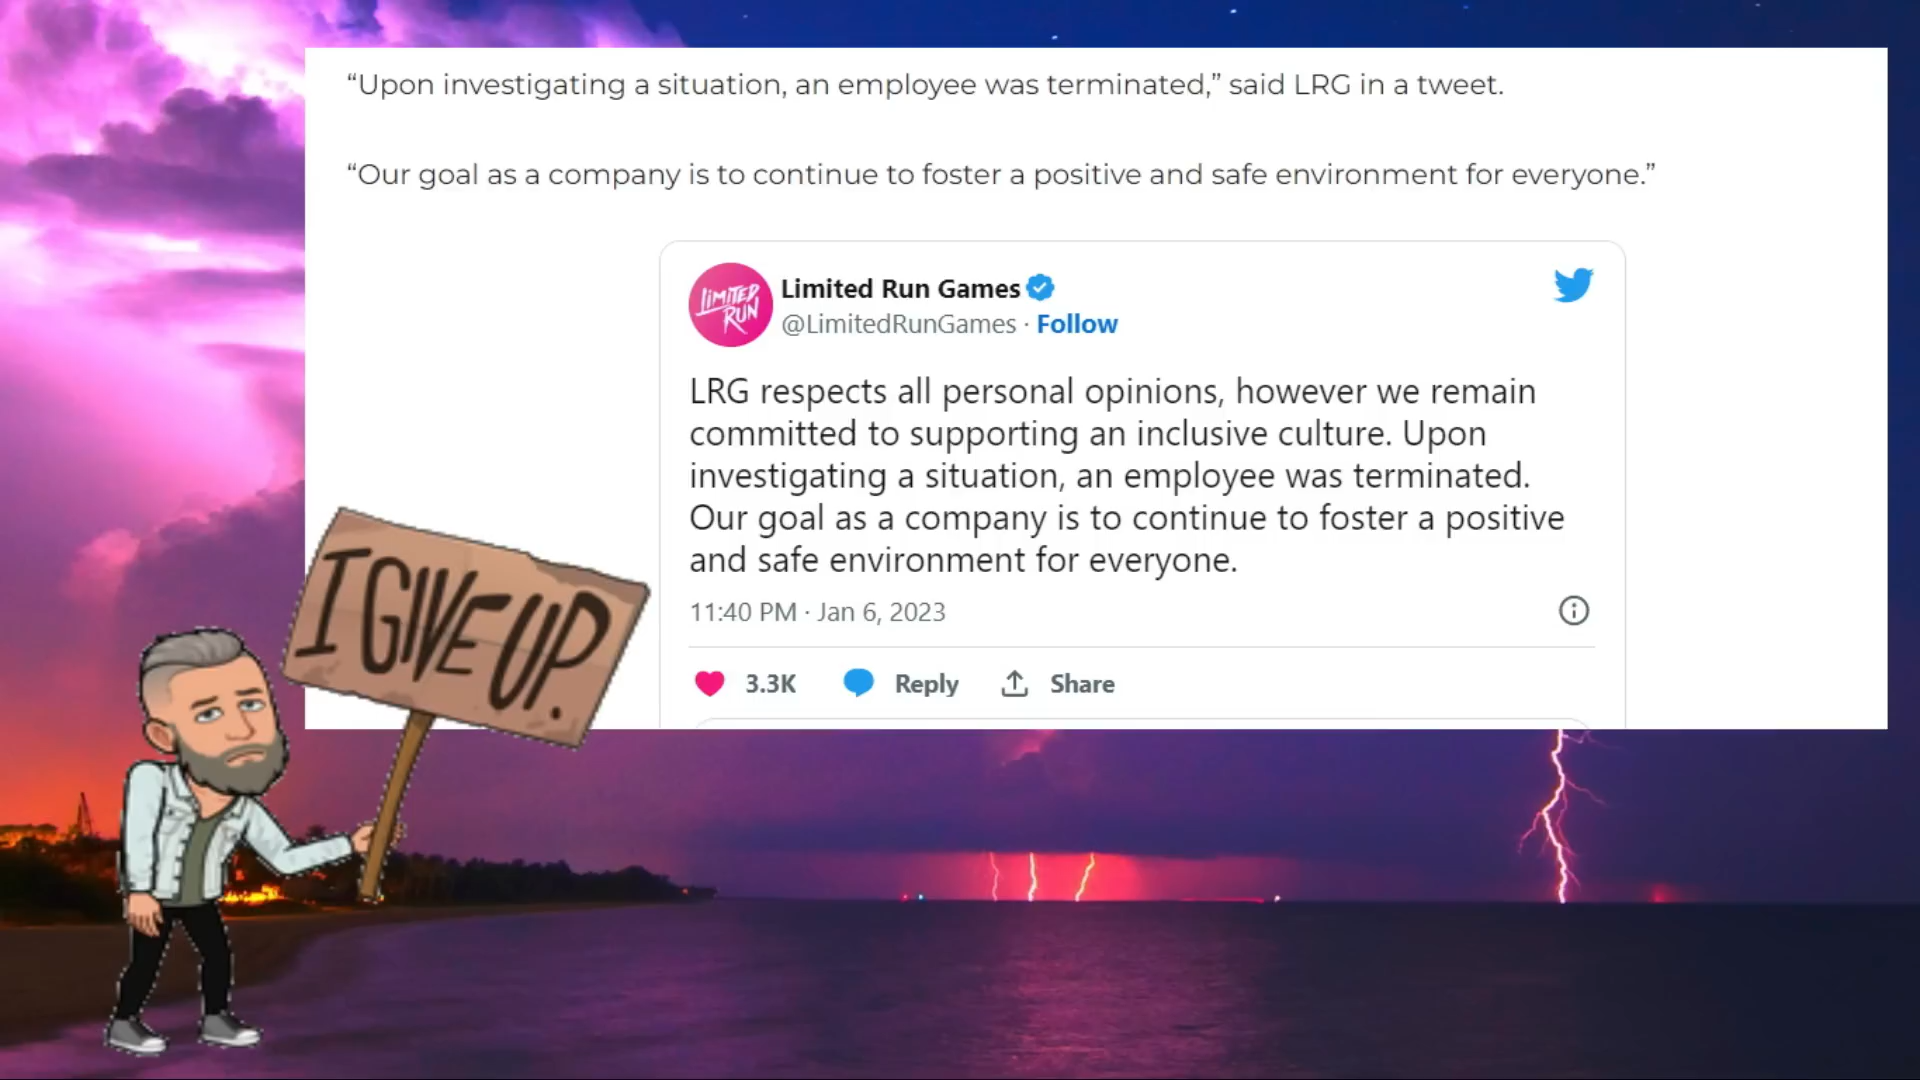 “Upon investigating a situation, an employee was terminated,” said LRG in a tweet.
“Our goal as a company is to continue to foster a positive and safe environment for everyone.”
LIMITED
RUN
Limited Run Games
@LimitedRunGames · Follow
LRG respects all personal opinions, however we remain
committed to supporting an inclusive culture. Upon
investigating a situation, an employee was terminated.
Our goal as a company is to continue to foster a positive
and safe environment for everyone.
11:40 PM · Jan 6, 2023
3.3K Reply Share
I GIVE UP.